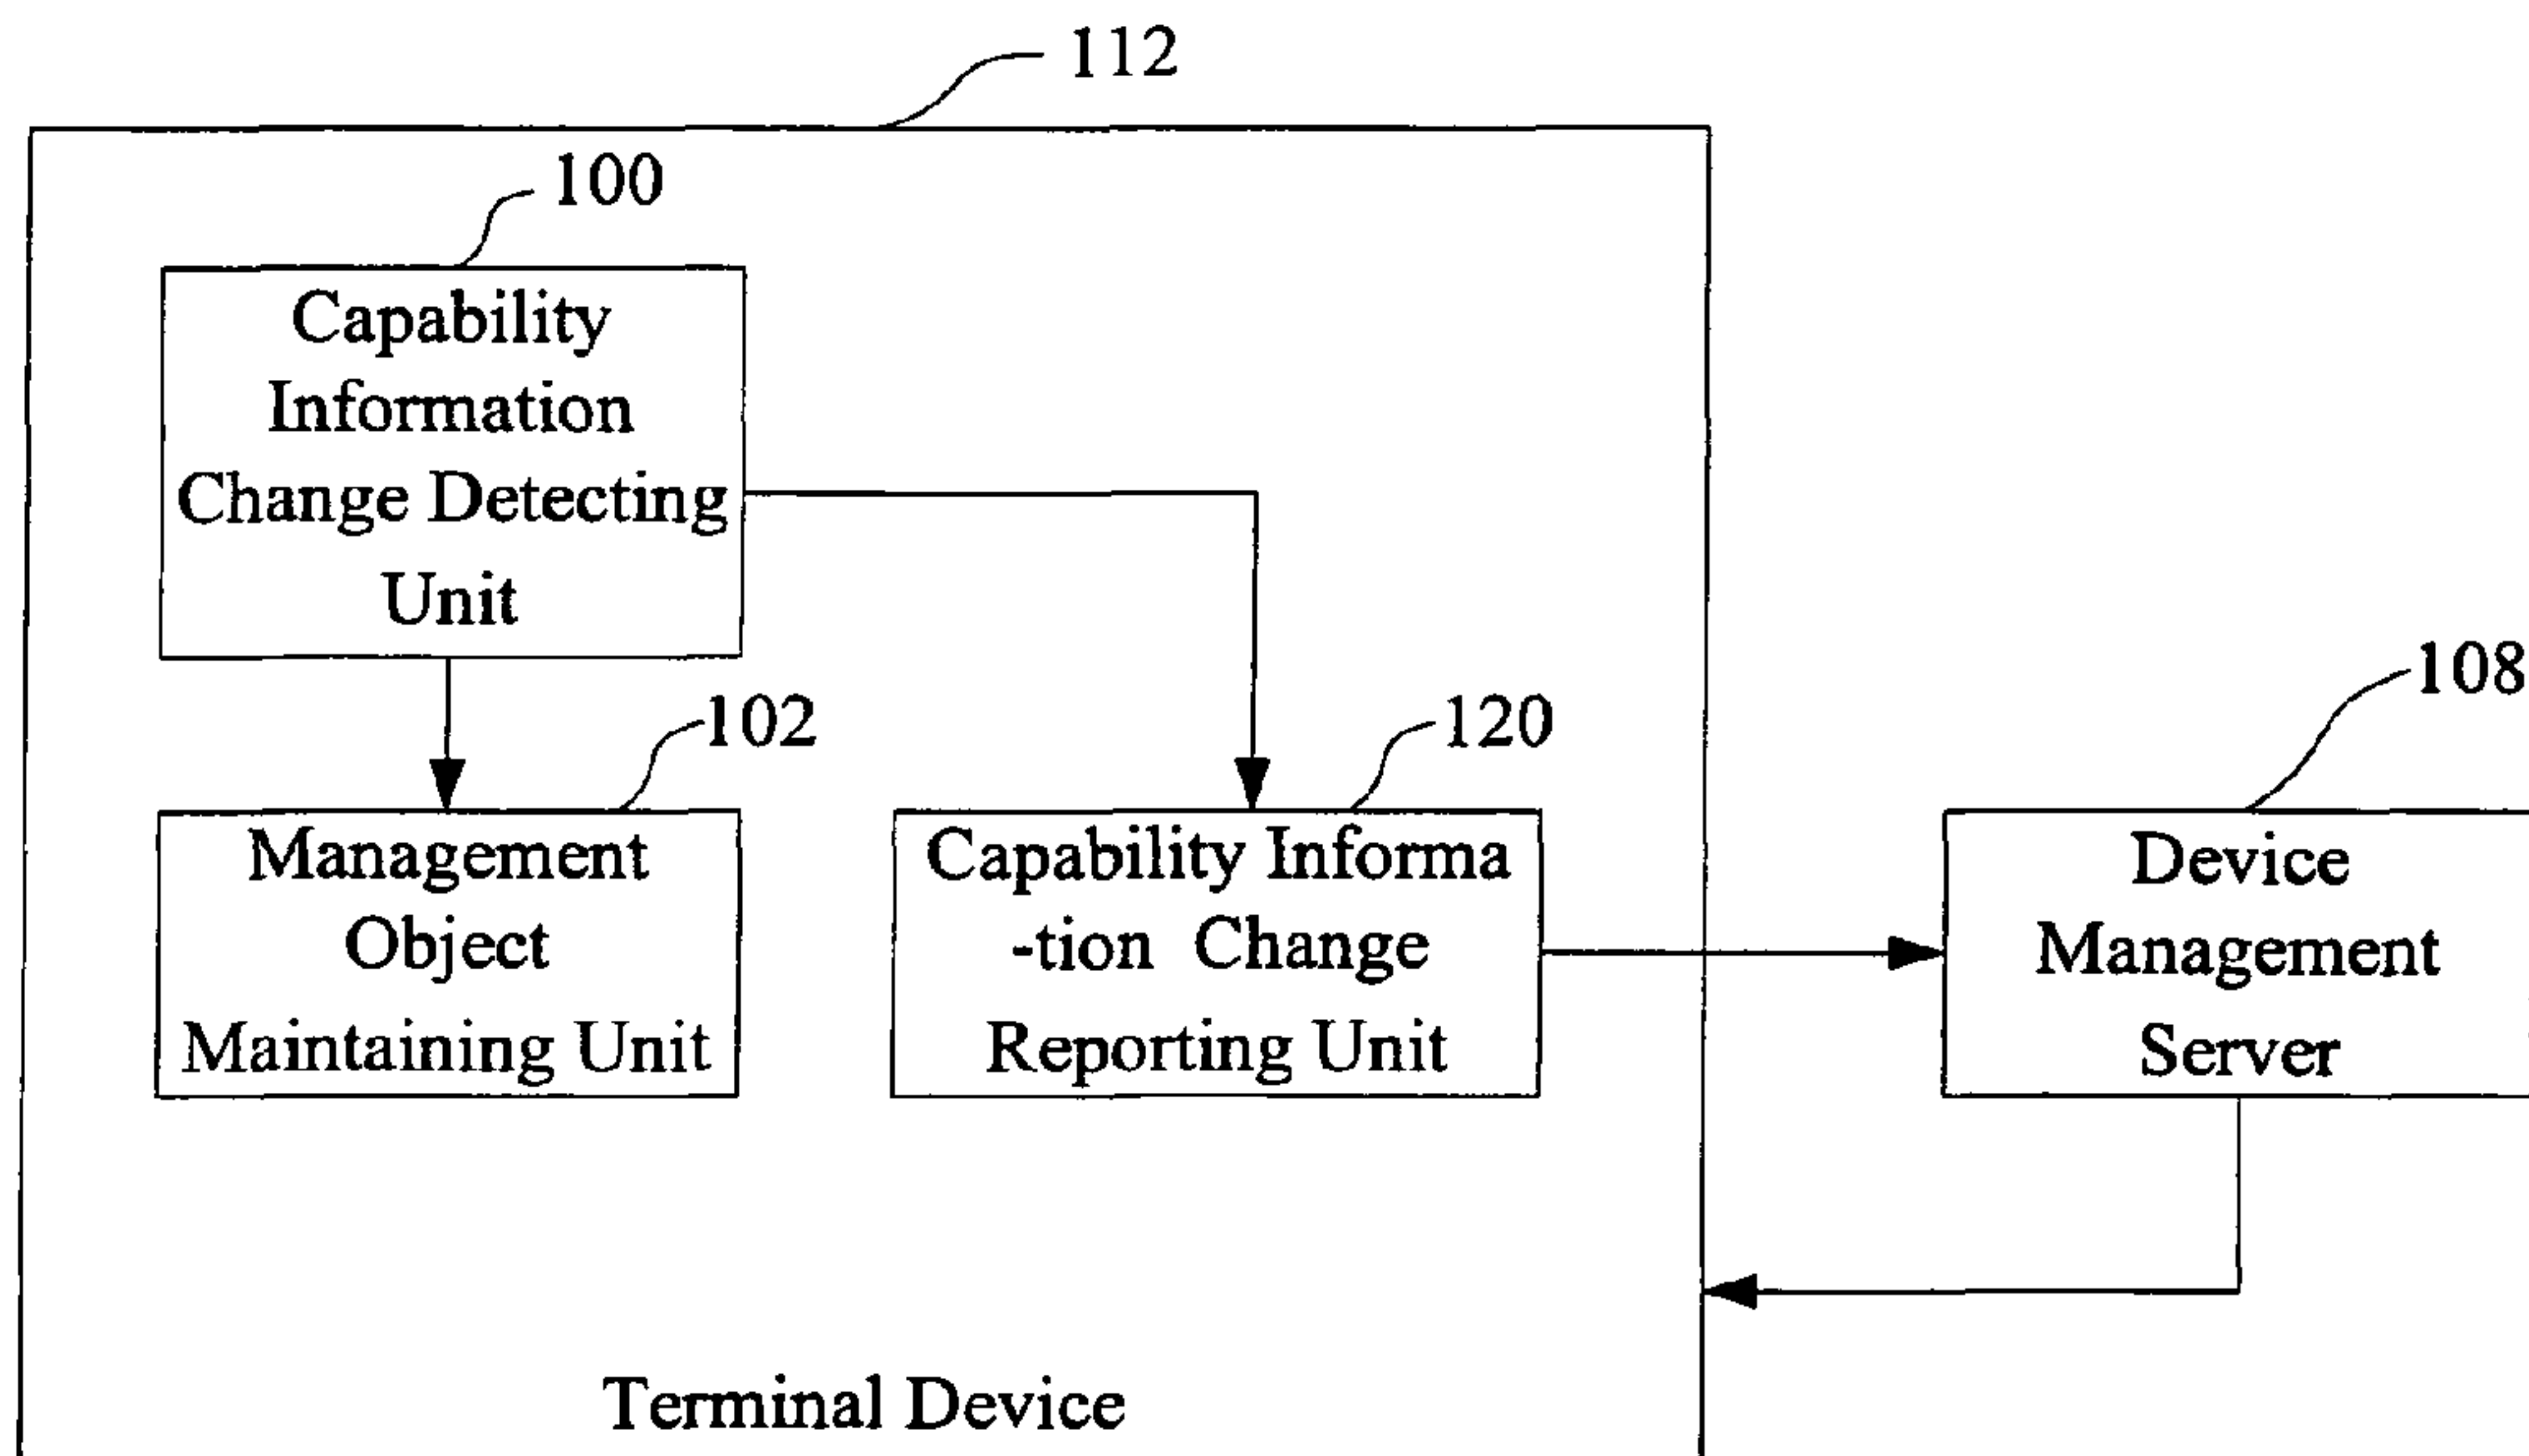 112
100
Capability
Information
Change Detecting
Unit
102
120
108
Management
Object
Maintaining Unit
Capability Informa
-tion Change
Reporting Unit
Device
Management
Server
Terminal Device